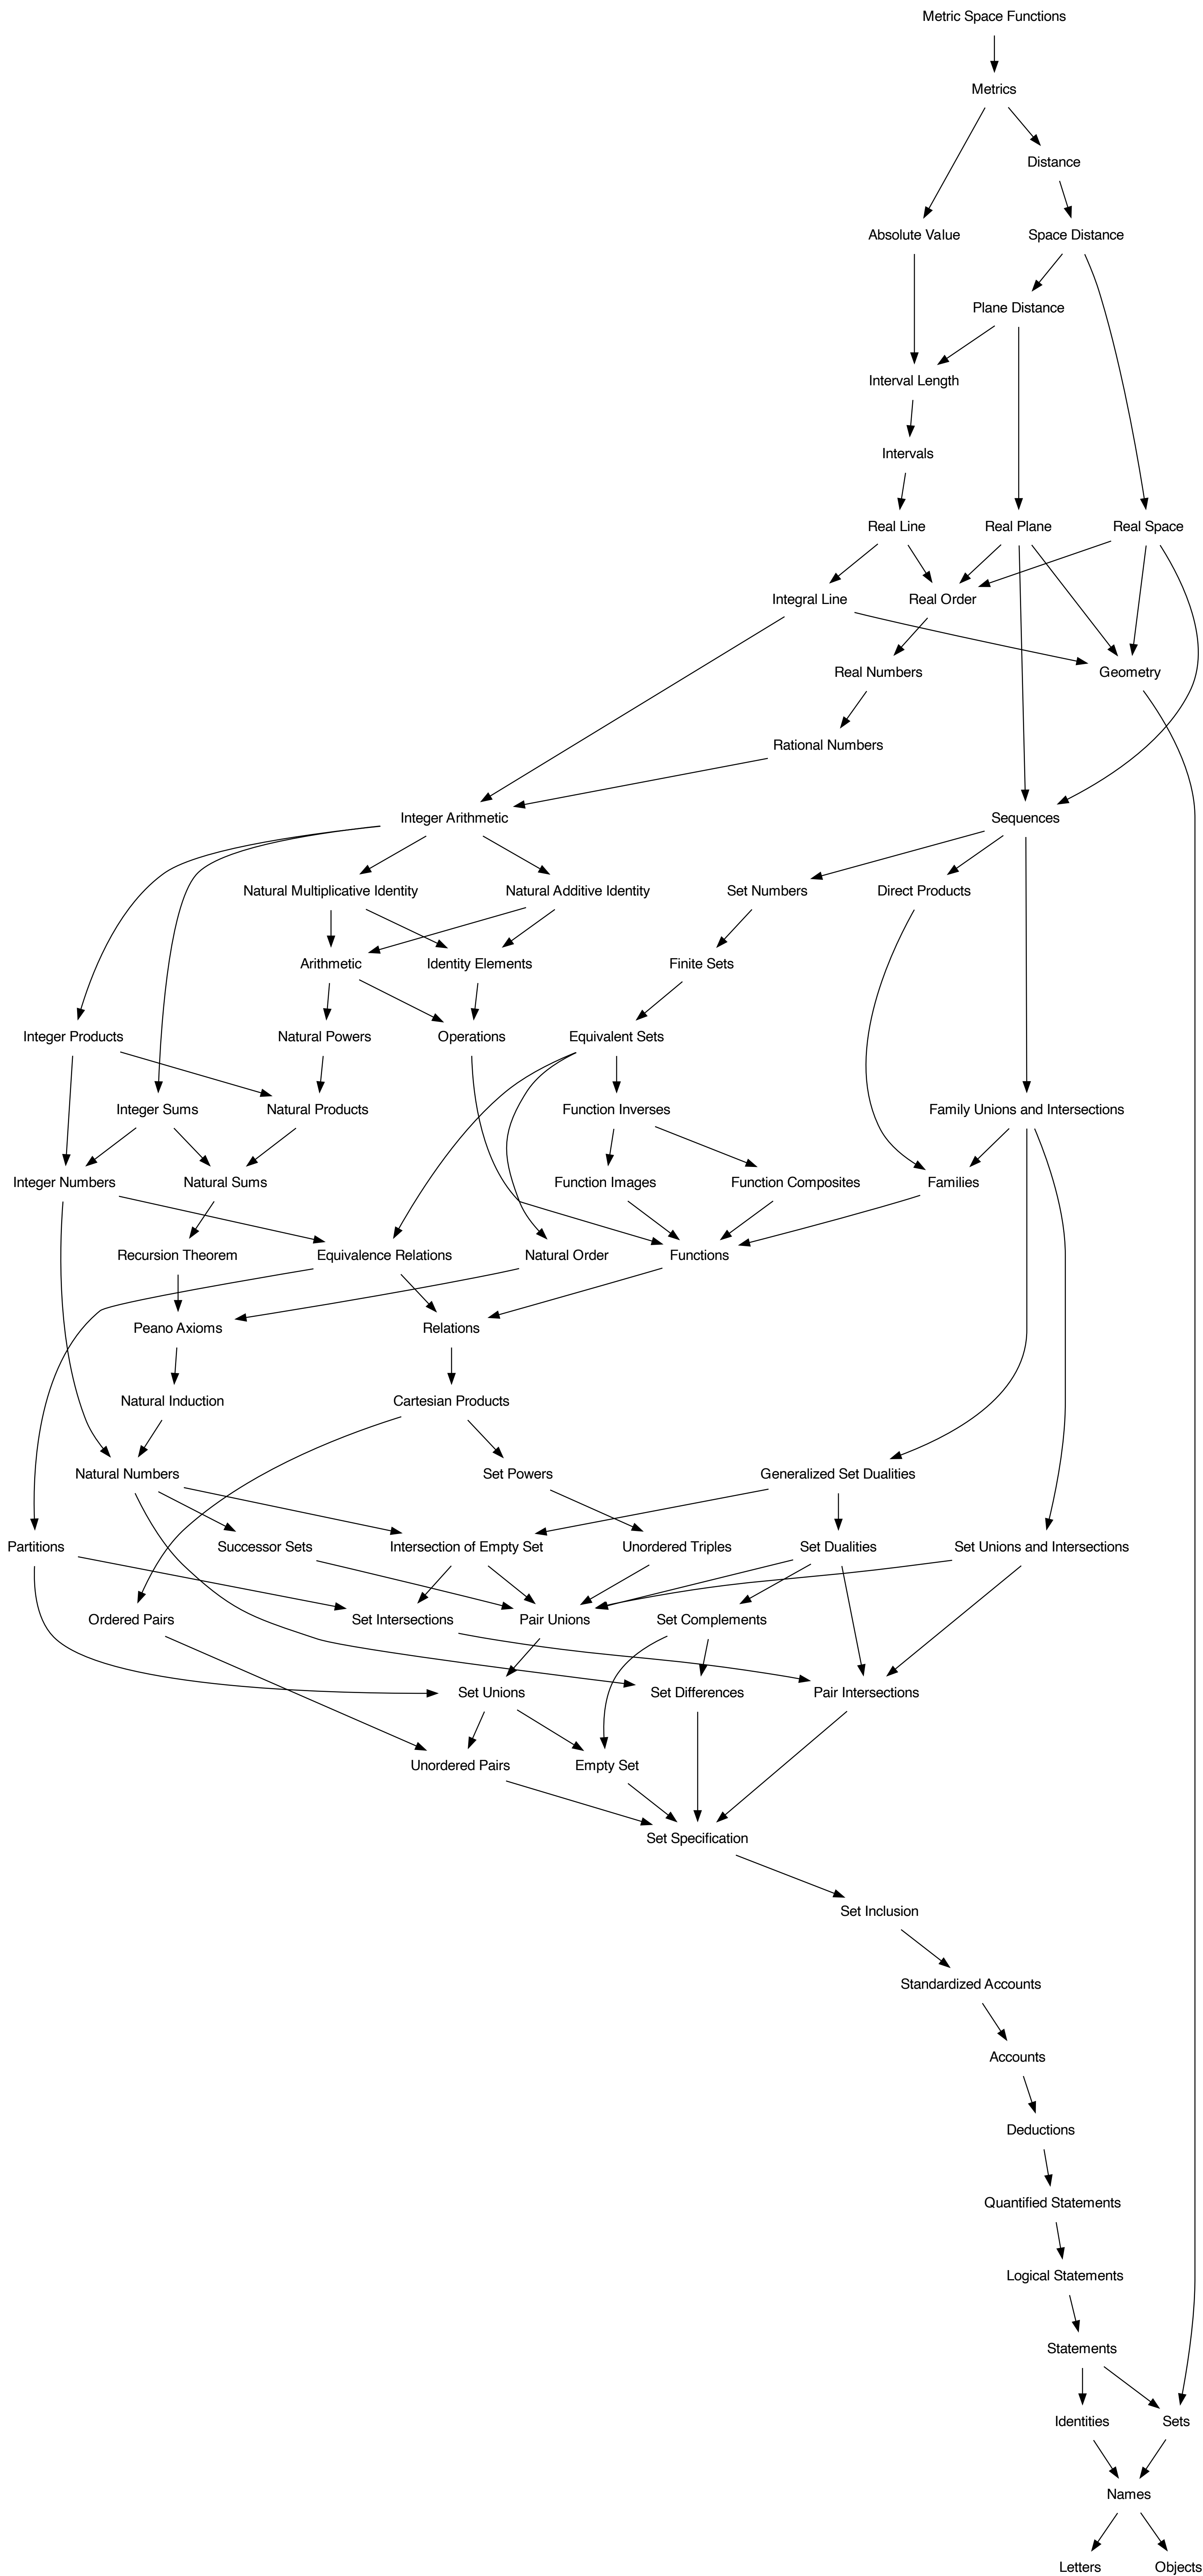 Metric Space Functions
Metrics
Distance
Absolute Value
Space Distance
Plane Distance
Interval Length
Intervals
Real Line
Real Plane
Real Space
Integral Line
Real Order
Real Numbers
Geometry
Rational Numbers
Integer Arithmetic
Sequences
Natural Multiplicative Identity
Natural Additive Identity
Set Numbers
Direct Products
Arithmetic
Identity Elements
Finite Sets
Integer Products
Natural Powers
Operations
Equivalent Sets
Integer Sums
Natural Products
Function Inverses
Family Unions and Intersections
Integer Numbers
Natural Sums
Function Images
Function Composites
Families
Recursion Theorem
Equivalence Relations
Natural Order
Functions
Peano Axioms
Relations
Natural Induction
Cartesian Products
Natural Numbers
Set Powers
Generalized Set Dualities
Partitions
Successor Sets
Intersection of Empty Set
Unordered Triples
Set Dualities
Set Unions and Intersections
Ordered Pairs
Set Intersections
Pair Unions
Set Complements
Set Unions
Set Differences
Pair Intersections
Unordered Pairs
Empty Set
Set Specification
Set Inclusion
Standardized Accounts
Accounts
Deductions
Quantified Statements
Logical Statements
Statements
Identities
Sets
Names
Letters
Objects